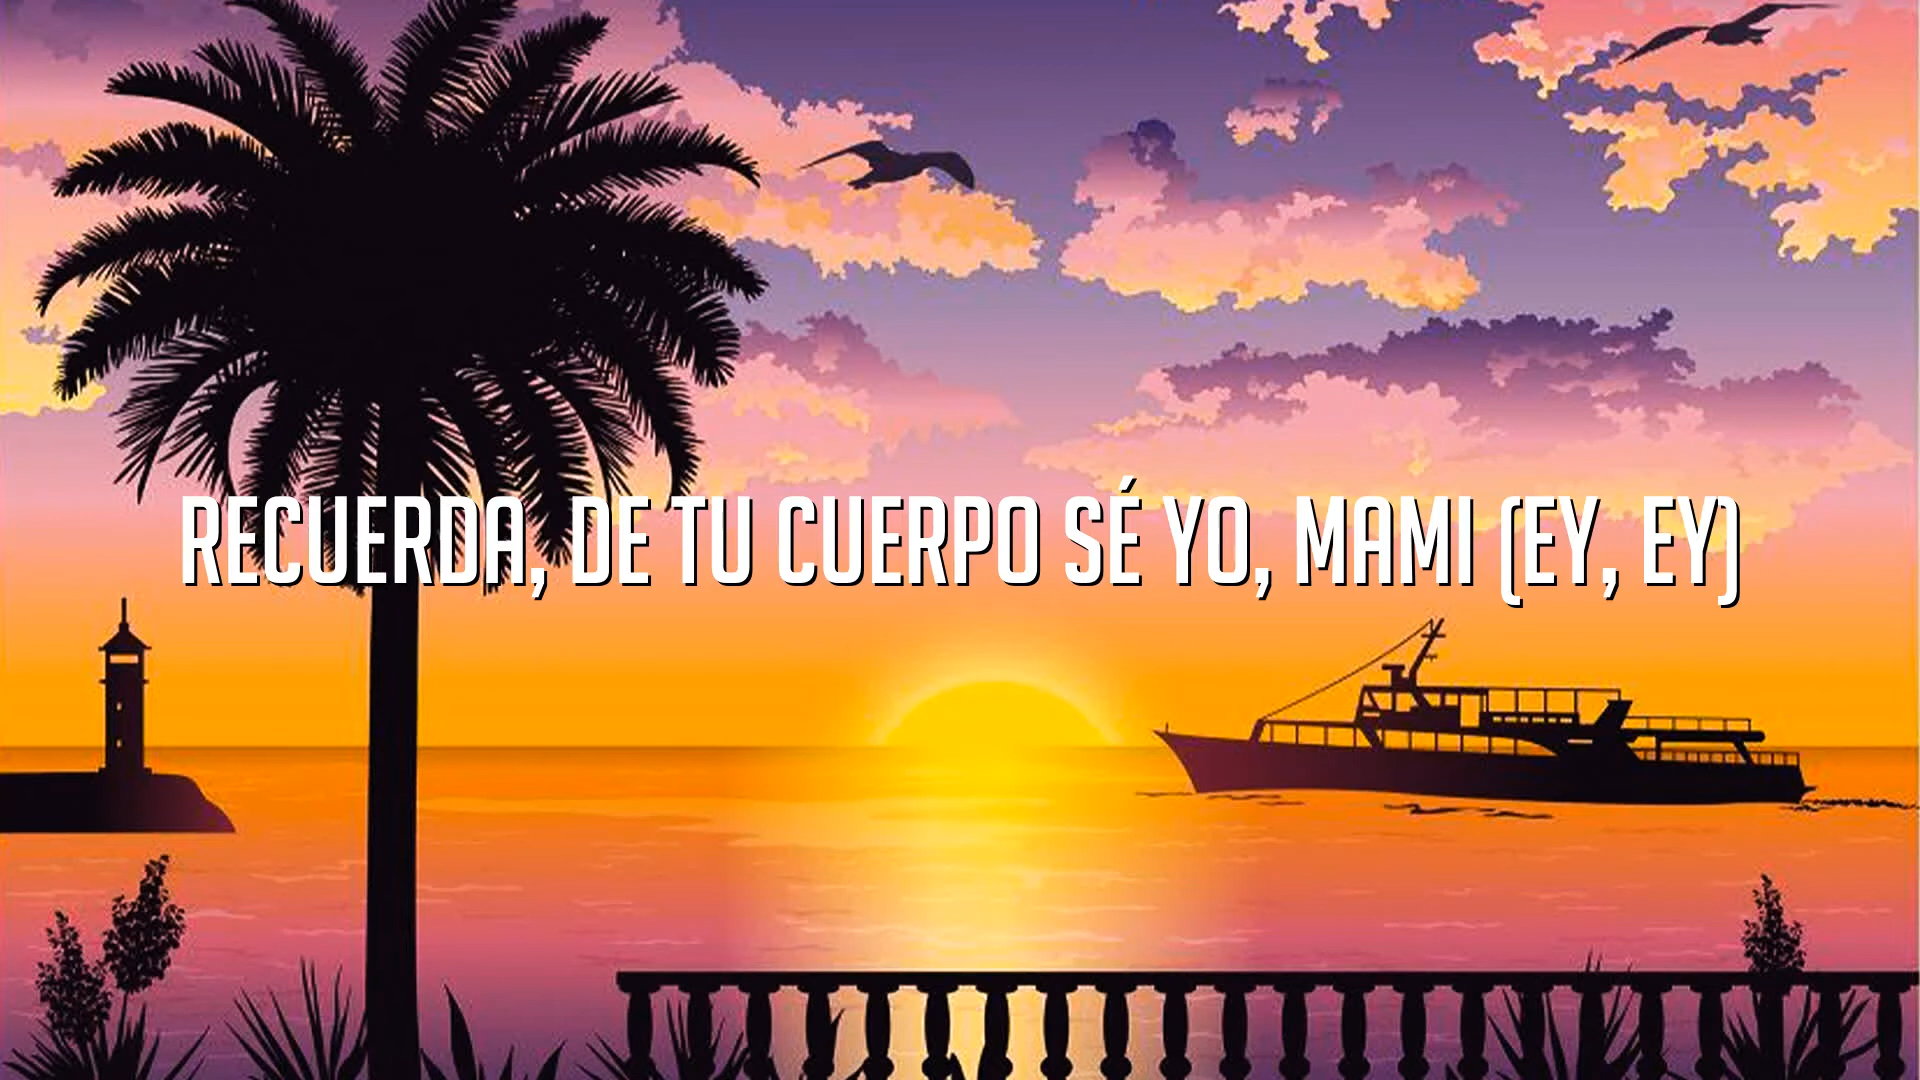 RECUERDA, DE TU CUERPO SÉ YO, MAMI (EY, EY)